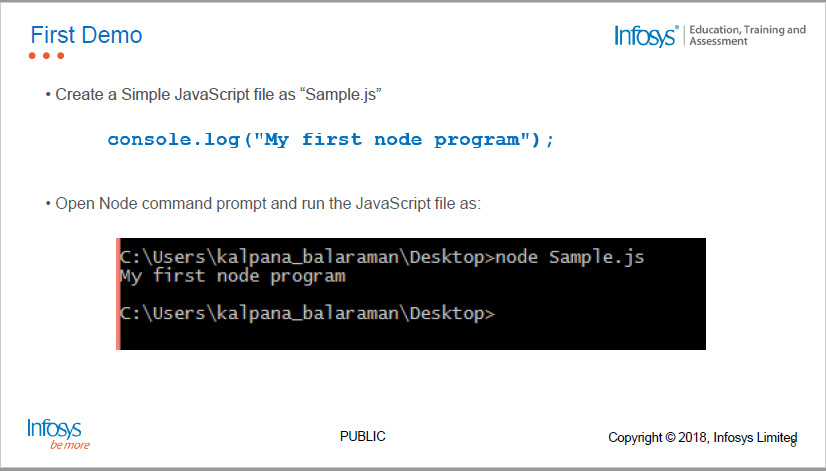 First Demo
Infosys® | Education, Training and
Assessment
• Create a Simple JavaScript file as “Sample.js”
console.log("My first node program");
• Open Node command prompt and run the JavaScript file as:
C:\Users\kalpana_balaraman\Desktop>node Sample.js
My first node program
C:\Users\kalpana_balaraman\Desktop>
Infosys
be more
PUBLIC
Copyright © 2018, Infosys Limited
8